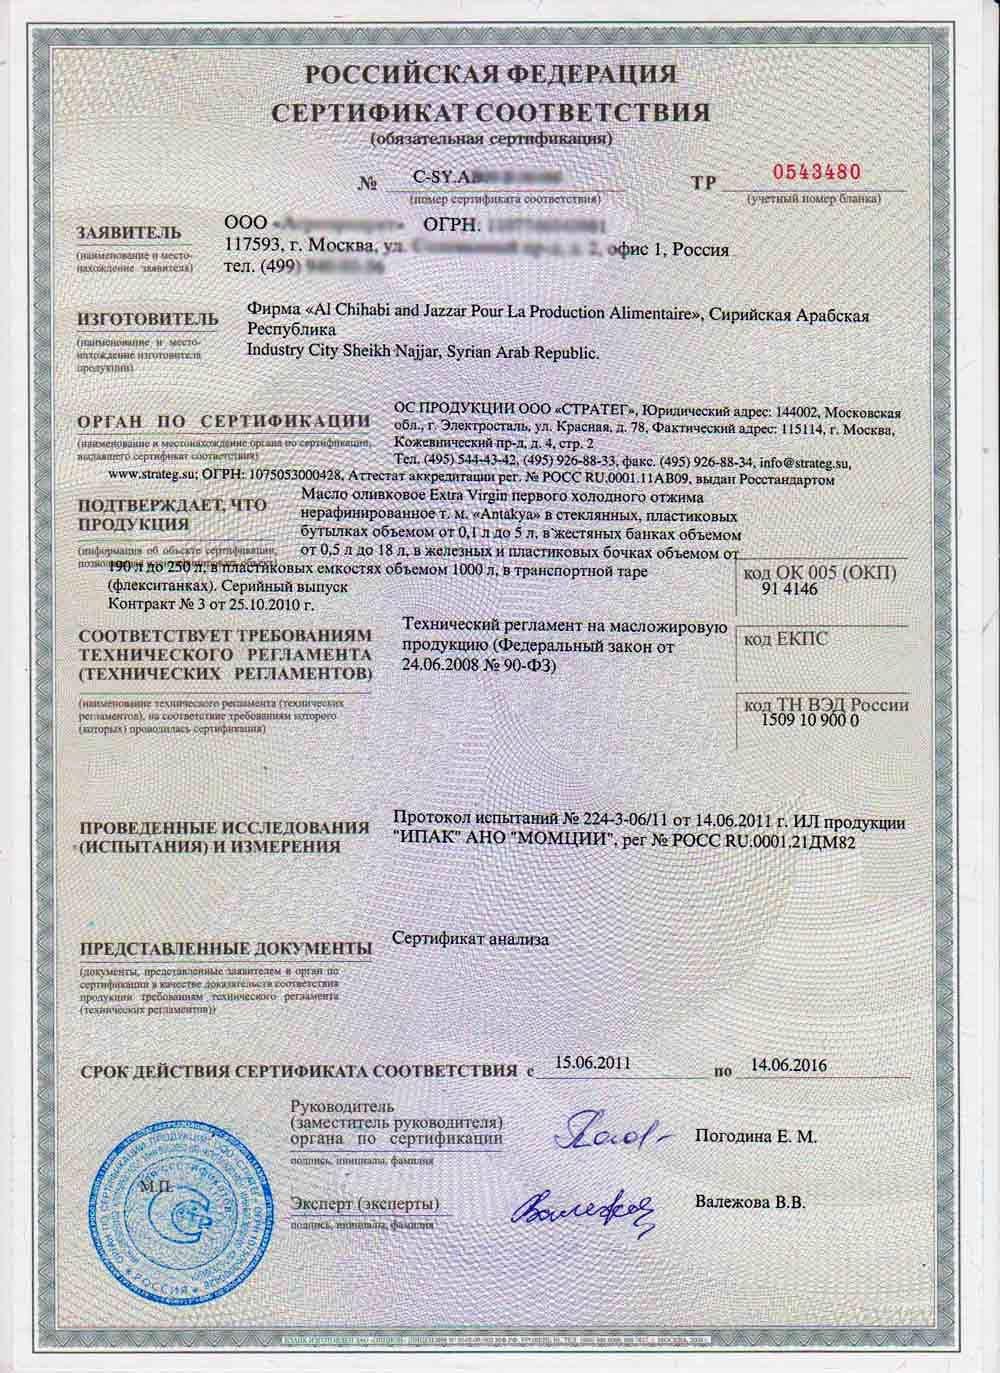 РОССИЙСКАЯ ФЕДЕРАЦИЯ
СЕРТИФИКАТ СООТВЕТСТВИЯ
(обязательная сертификация)
№ C-SY.А
(номер сертификата соответствия)
ТР 0543480
(учетный номер бланка)
ЗАЯВИТЕЛЬ
(наименование и место-
нахождение заявителя)
ООО ОГРН.
117593, г. Москва, ул. офис 1, Россия
тел. (499)
ИЗГОТОВИТЕЛЬ
(наименование и место-
нахождение изготовителя
продукции)
Фирма «Al Chihabi and Jazzar Pour La Production Alimentaire», Сирийская Арабская
Республика
Industry City Sheikh Najjar, Syrian Arab Republic.
ОРГАН ПО СЕРТИФИКАЦИИ
(наименование и местонахождение органа по сертификации,
выдавшего сертификат соответствия)
ОС ПРОДУКЦИИ ООО «СТРАТЕГ», Юридический адрес: 144002, Московская
обл., г. Электросталь, ул. Красная, д. 78, Фактический адрес: 115114, г. Москва,
Кожевнический пр-д, д. 4, стр. 2
Тел. (495) 544-43-42, (495) 926-88-33, факс. (495) 926-88-34, info@strateg.su,
www.strateg.su; ОГРН: 1075053000428, Аттестат аккредитации рег. № РОСС RU.0001.11АВ09, выдан Росстандартом
ПОДТВЕРЖДАЕТ, ЧТО
ПРОДУКЦИЯ
(информация об объекте сертификации,
Масло оливковое Extra Virgin первого холодного отжима
нерафинированное т. м. «Antakya» в стеклянных, пластиковых
бутылках объемом от 0,1 л до 5 л, в жестяных банках объемом
от 0,5 л до 18 л, в железных и пластиковых бочках объемом от
190 л до 250 л, в пластиковых емкостях объемом 1000 л, в транспортной таре
(флекситанках). Серийный выпуск
Контракт № 3 от 25.10.2010 г.
код ОК 005 (ОКП)
91 4146
код ЕКПС
код ТН ВЭД России
1509 10 900 0
СООТВЕТСТВУЕТ ТРЕБОВАНИЯМ
ТЕХНИЧЕСКОГО РЕГЛАМЕНТА
(ТЕХНИЧЕСКИХ РЕГЛАМЕНТОВ)
(наименование технического регламента (технических
регламентов), на соответствие требованиям которого
(которых) проводилась сертификация)
Технический регламент на масложировую
продукцию (Федеральный закон от
24.06.2008 № 90-ФЗ)
ПРОВЕДЕННЫЕ ИССЛЕДОВАНИЯ
(ИСПЫТАНИЯ) И ИЗМЕРЕНИЯ
Протокол испытаний № 224-3-06/11 от 14.06.2011 г. ИЛ продукции
"ИПАК" АНО "МОМЦИИ", рег № РОСС RU.0001.21ДМ82
ПРЕДСТАВЛЕННЫЕ ДОКУМЕНТЫ
(документы, представленные заявителем в орган по
сертификации в качестве доказательств соответствия
продукции требованиям технического регламента
(технических регламентов))
Сертификат анализа
СРОК ДЕЙСТВИЯ СЕРТИФИКАТА СООТВЕТСТВИЯ с 15.06.2011 по 14.06.2016
М.П.
Руководитель
(заместитель руководителя)
органа по сертификации
подпись, инициалы, фамилия
Погодина Е. М.
Эксперт (эксперты)
подпись, инициалы, фамилия
Валежова В.В.
РОССИЯ